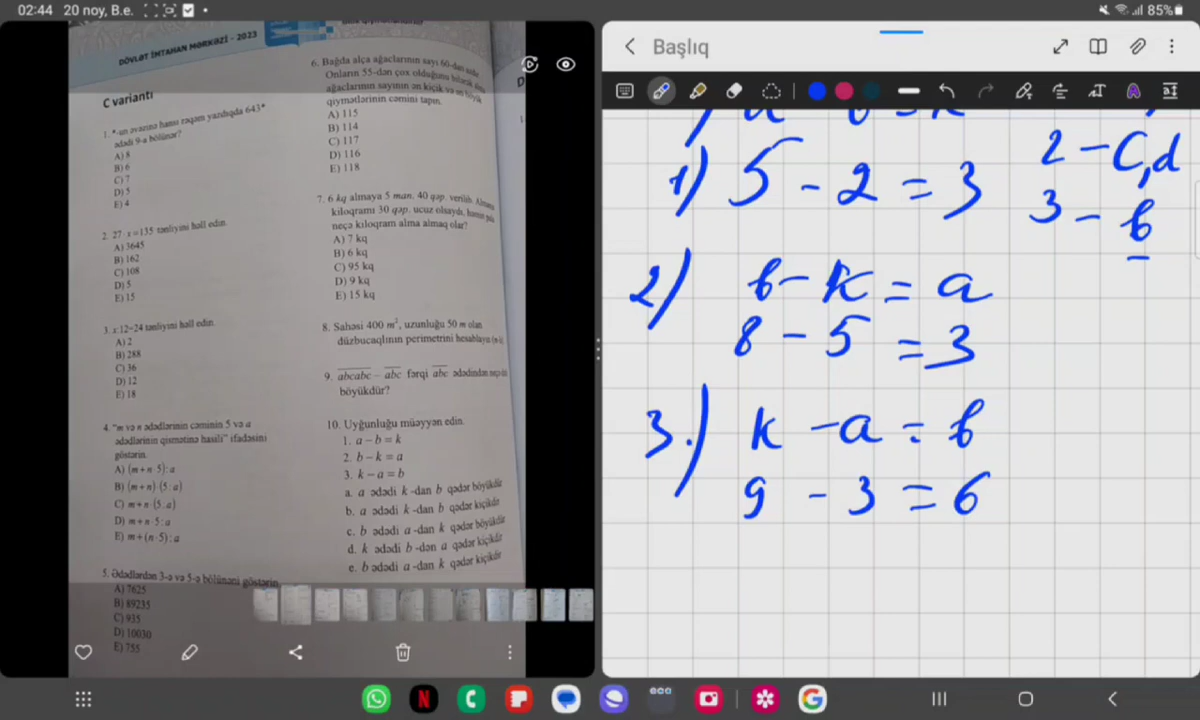 02:44 20 noy, B.e.
85%
DÖVLƏT İMTAHAN MƏRKƏZİ - 2023
C variantı
1. *-un əvəzinə hansı rəqəm yazdıqda 643*
ədədi 9-a bölünər?
A) 8
B) 6
C) 7
D) 5
E) 4
2. 27·x=135 tənliyini həll edin.
A) 3645
B) 162
C) 108
D) 5
E) 15
3. x:12=24 tənliyini həll edin.
A) 2
B) 288
C) 36
D) 12
E) 18
4. "m və n ədədlərinin cəminin 5 və a
ədədlərinin qismətinə hasili" ifadəsini
göstərin.
A) (m+n·5):a
B) (m+n)·(5:a)
C) m+n·(5:a)
D) m+n·5:a
E) m+(n·5):a
5. Ədədlərdən 3-ə və 5-ə bölünəni göstərin.
A) 7625
B) 89235
C) 935
D) 10030
E) 755
6. Bağda alça ağaclarının sayı 60-dan azdır.
Onların 55-dən çox olduğunu bilərək alma
ağaclarının sayının ən kiçik və ən böyük
qiymətlərinin cəmini tapın.
A) 115
B) 114
C) 117
D) 116
E) 118
7. 6 kq almaya 5 man. 40 qəp. verilib. Almanın
kiloqramı 30 qəp. ucuz olsaydı, həmin pula
neçə kiloqram alma almaq olar?
A) 7 kq
B) 6 kq
C) 95 kq
D) 9 kq
E) 15 kq
8. Sahəsi 400 m², uzunluğu 50 m olan
düzbucaqlının perimetrini hesablayın
9. abcabc - abc fərqi abc ədədindən
böyükdür?
10. Uyğunluğu müəyyən edin.
1. a-b=k
2. b-k=a
3. k-a=b
a. a ədədi k-dan b qədər böyükdür
b. a ədədi k-dan b qədər kiçikdir
c. b ədədi a-dan k qədər böyükdür
d. k ədədi b-dən a qədər kiçikdir
e. b ədədi a-dan k qədər kiçikdir
Başlıq
1) 5 - 2 = 3
2 - c,d
3 - b
2) b - k = a
8 - 5 = 3
3.) k - a = b
9 - 3 = 6